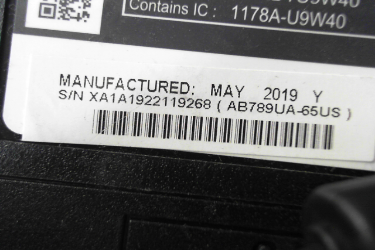 Contains IC : 1178A-U9W40
MANUFACTURED: MAY 2019 Y
S/N XA1A1922119268 ( AB789UA-65US )